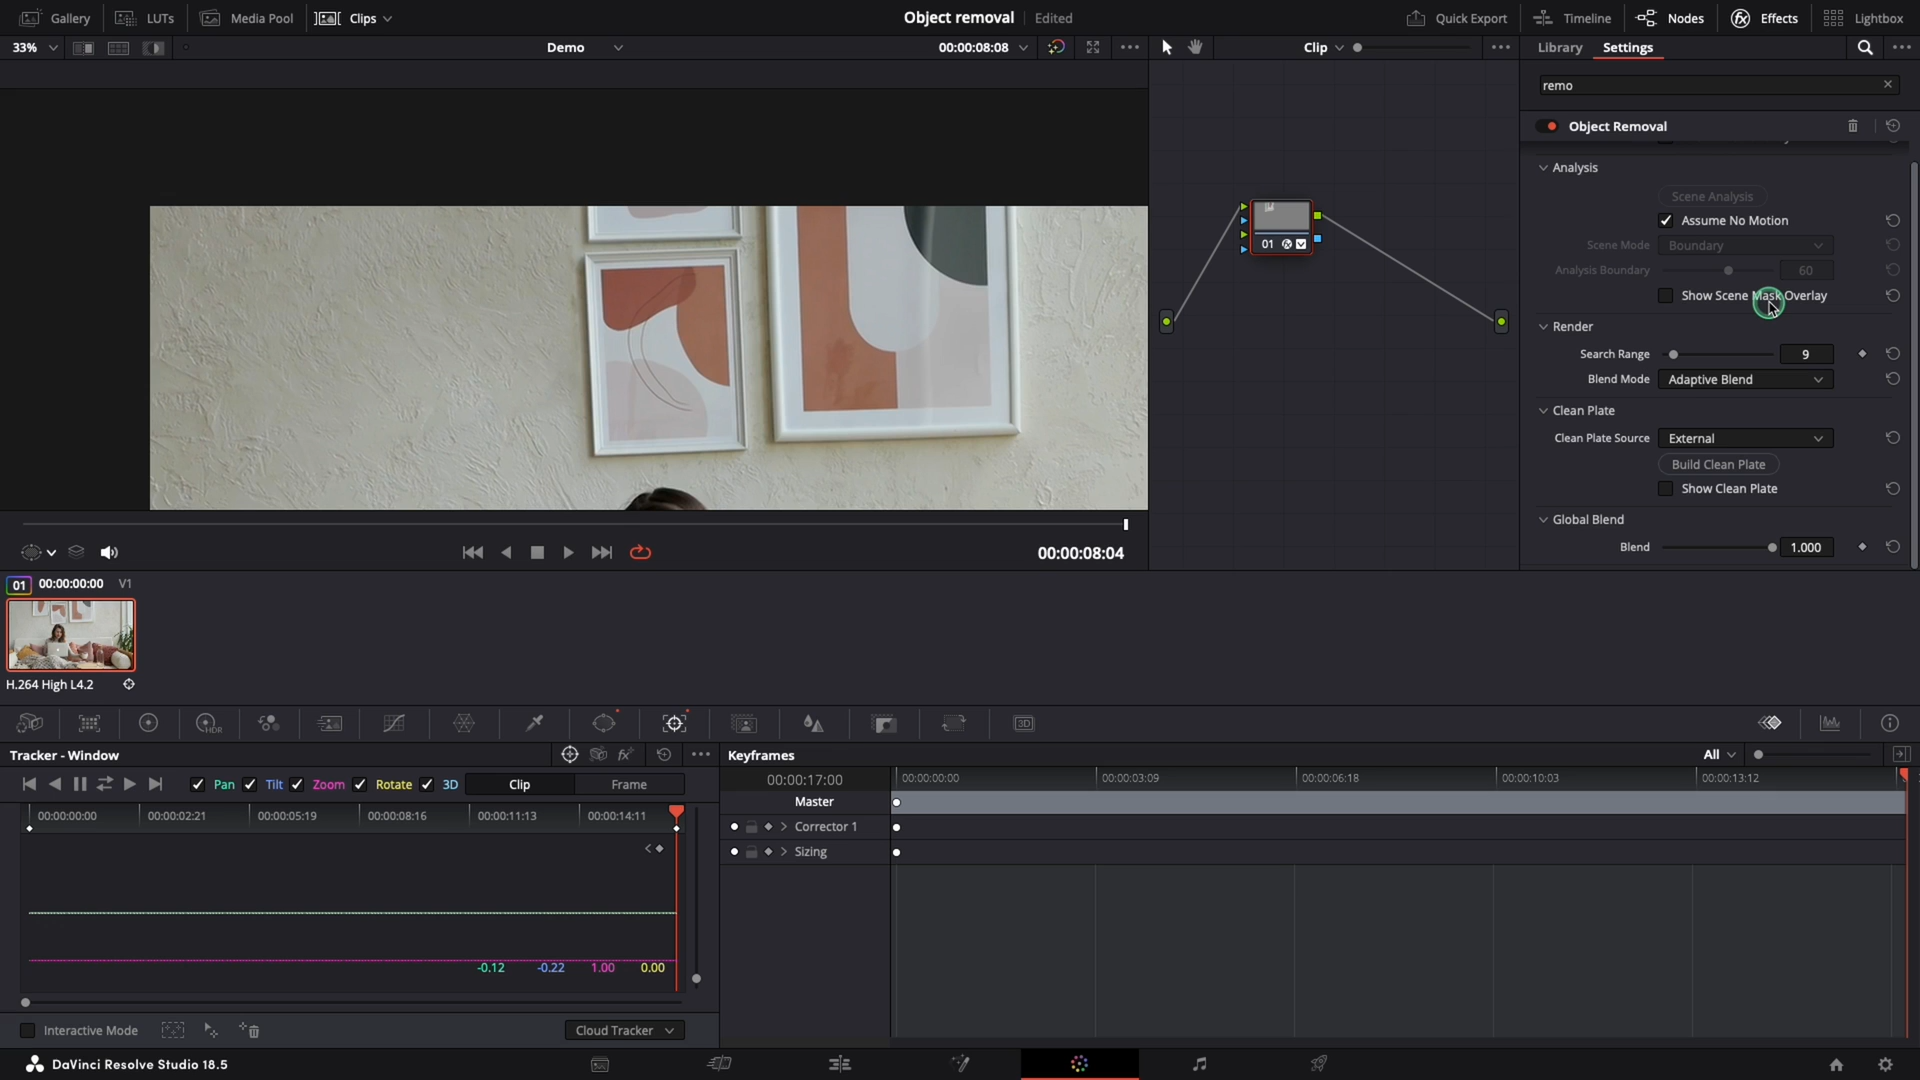 Gallery LUTs Media Pool Clips Object removal Edited Quick Export Timeline Nodes Effects Lightbox
33% Demo 00:00:08:08 Clip Library Settings
remo
Object Removal
Analysis
Scene Analysis
Assume No Motion
Scene Mode Boundary
Analysis Boundary 60
Show Scene Mask Overlay
Render
Search Range 9
Blend Mode Adaptive Blend
Clean Plate
Clean Plate Source External
Build Clean Plate
Show Clean Plate
Global Blend
Blend 1.000
01
00:00:08:04
01 00:00:00:00 V1
H.264 High L4.2
HDR
3D
Tracker - Window
Pan Tilt Zoom Rotate 3D Clip Frame
00:00:00:00 00:00:02:21 00:00:05:19 00:00:08:16 00:00:11:13 00:00:14:11
-0.12 -0.22 1.00 0.00
Interactive Mode Cloud Tracker
Keyframes All
00:00:17:00 00:00:00:00 00:00:03:09 00:00:06:18 00:00:10:03 00:00:13:12
Master
Corrector 1
Sizing
DaVinci Resolve Studio 18.5